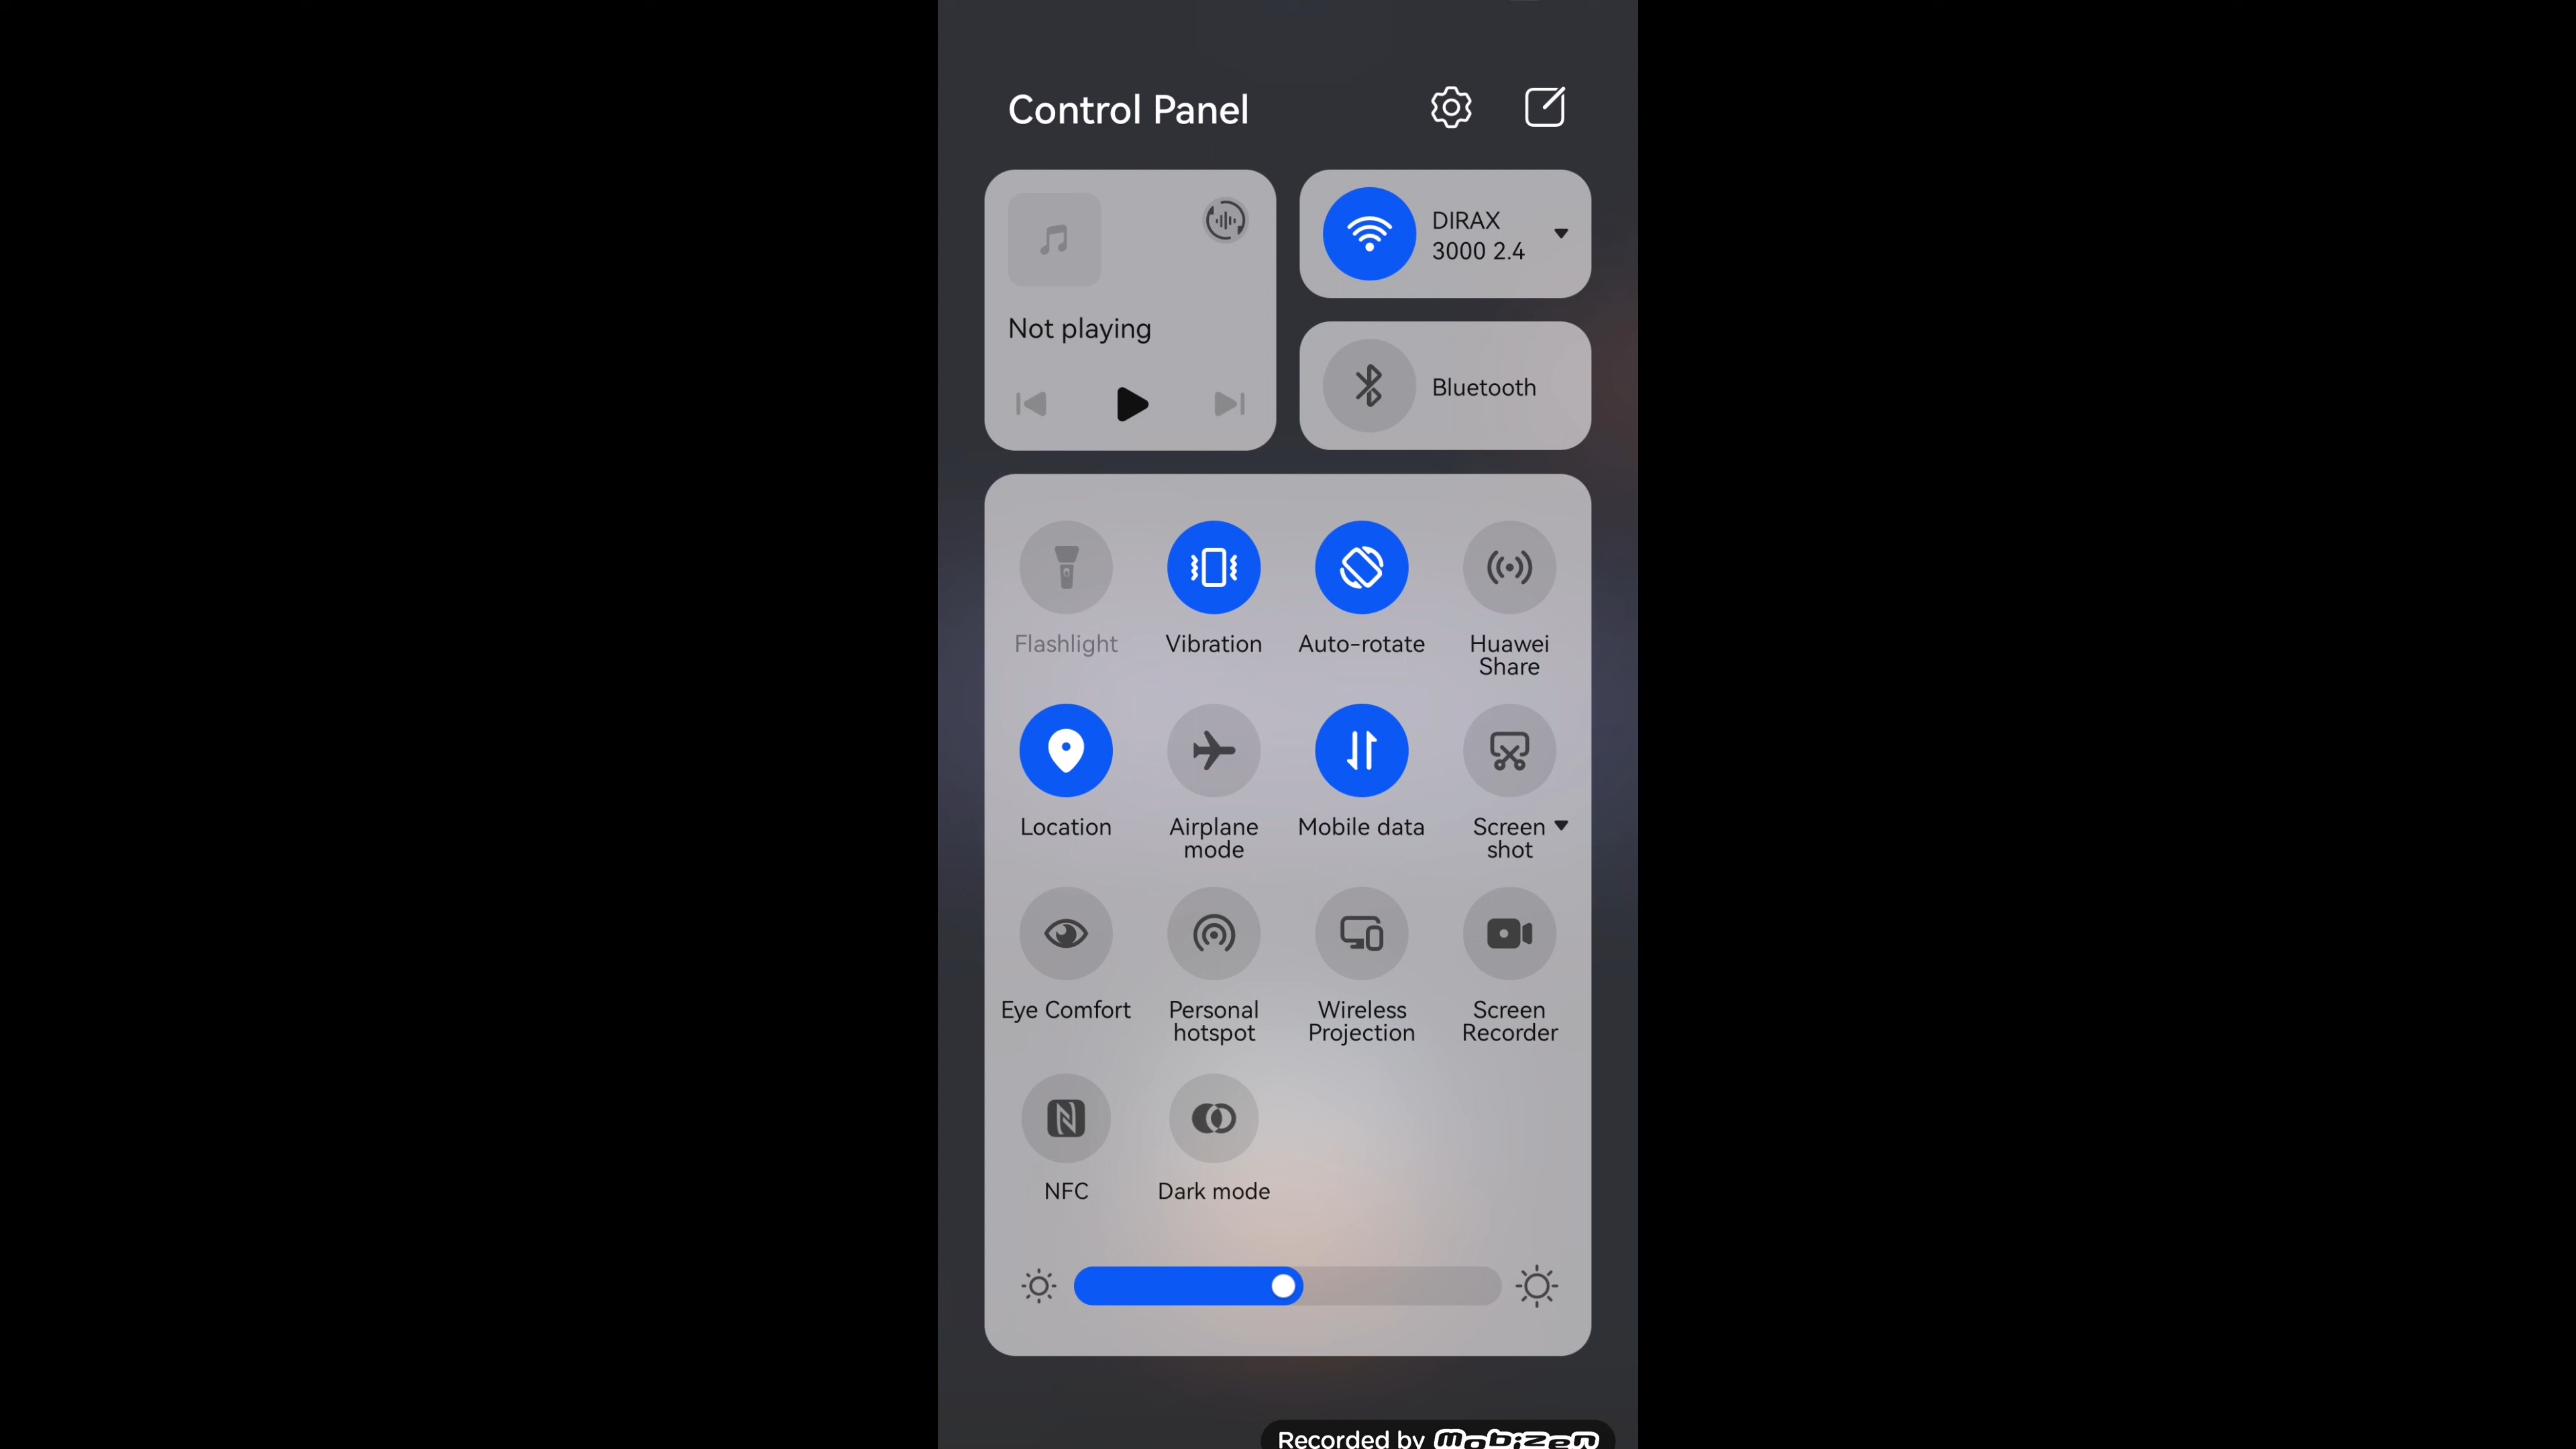 Control Panel
DIRAX
3000 2.4
Not playing
Bluetooth
Flashlight
Vibration
Auto-rotate
Huawei
Share
Location
Airplane
mode
Mobile data
Screen
shot
Eye Comfort
Personal
hotspot
Wireless
Projection
Screen
Recorder
NFC
Dark mode
Recorded by mobizen